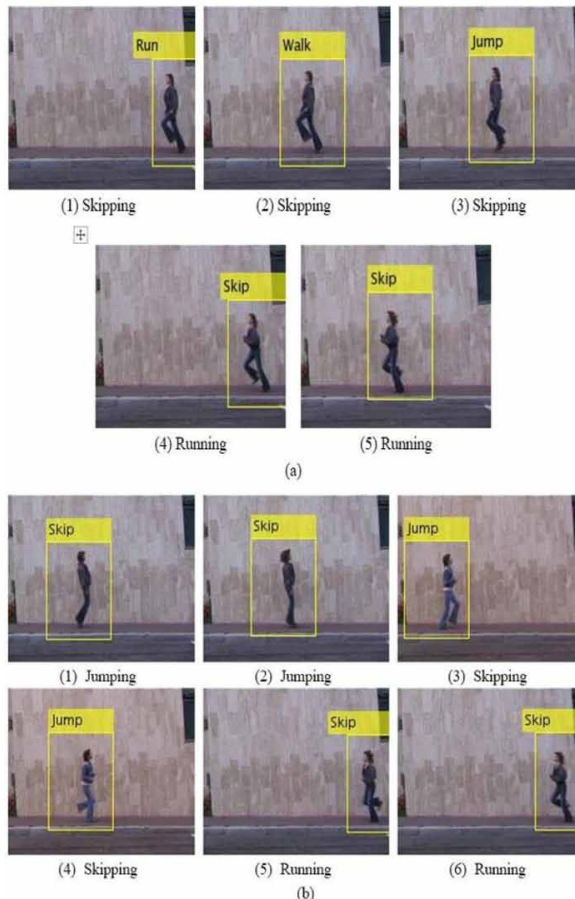 Run
Walk
Jump
(1) Skipping
(2) Skipping
(3) Skipping
Skip
Skip
(4) Running
(5) Running
(a)
Skip
Skip
Jump
(1) Jumping
(2) Jumping
(3) Skipping
Jump
Skip
Skip
(4) Skipping
(5) Running
(6) Running
(b)